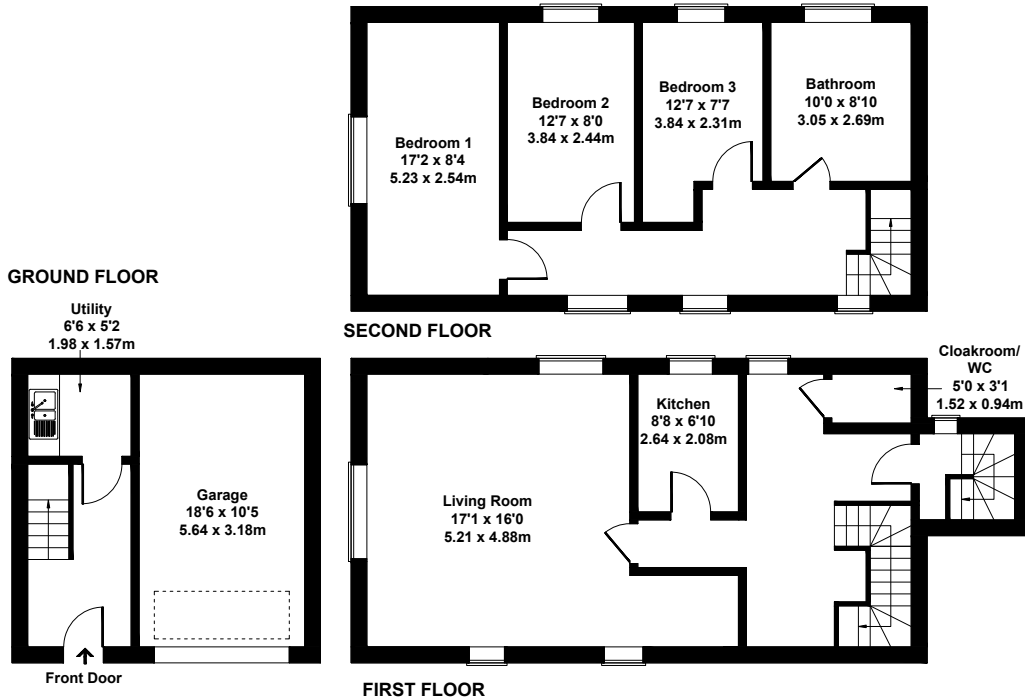 Bedroom 1
17'2 x 8'4
5.23 x 2.54m
Bedroom 2
12'7 x 8'0
3.84 x 2.44m
Bedroom 3
12'7 x 7'7
3.84 x 2.31m
Bathroom
10'0 x 8'10
3.05 x 2.69m
SECOND FLOOR
GROUND FLOOR
Utility
6'6 x 5'2
1.98 x 1.57m
Garage
18'6 x 10'5
5.64 x 3.18m
Front Door
Living Room
17'1 x 16'0
5.21 x 4.88m
Kitchen
8'8 x 6'10
2.64 x 2.08m
Cloakroom/
WC
5'0 x 3'1
1.52 x 0.94m
FIRST FLOOR